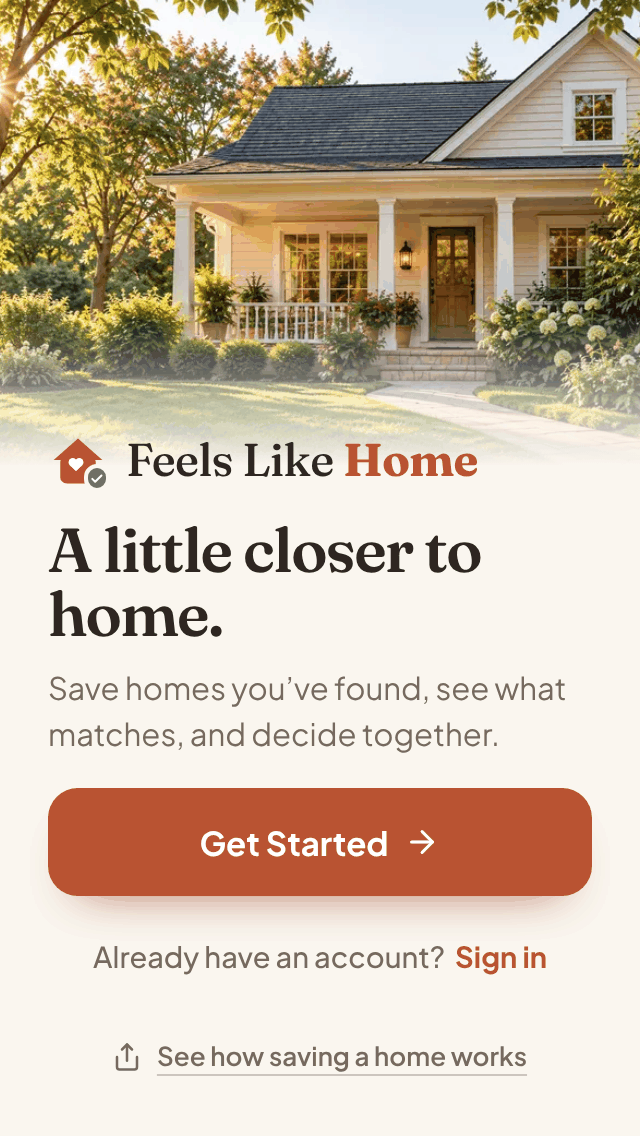 Feels Like Home
A little closer to
home.
Save homes you’ve found, see what
matches, and decide together.
Get Started
Already have an account? Sign in
See how saving a home works